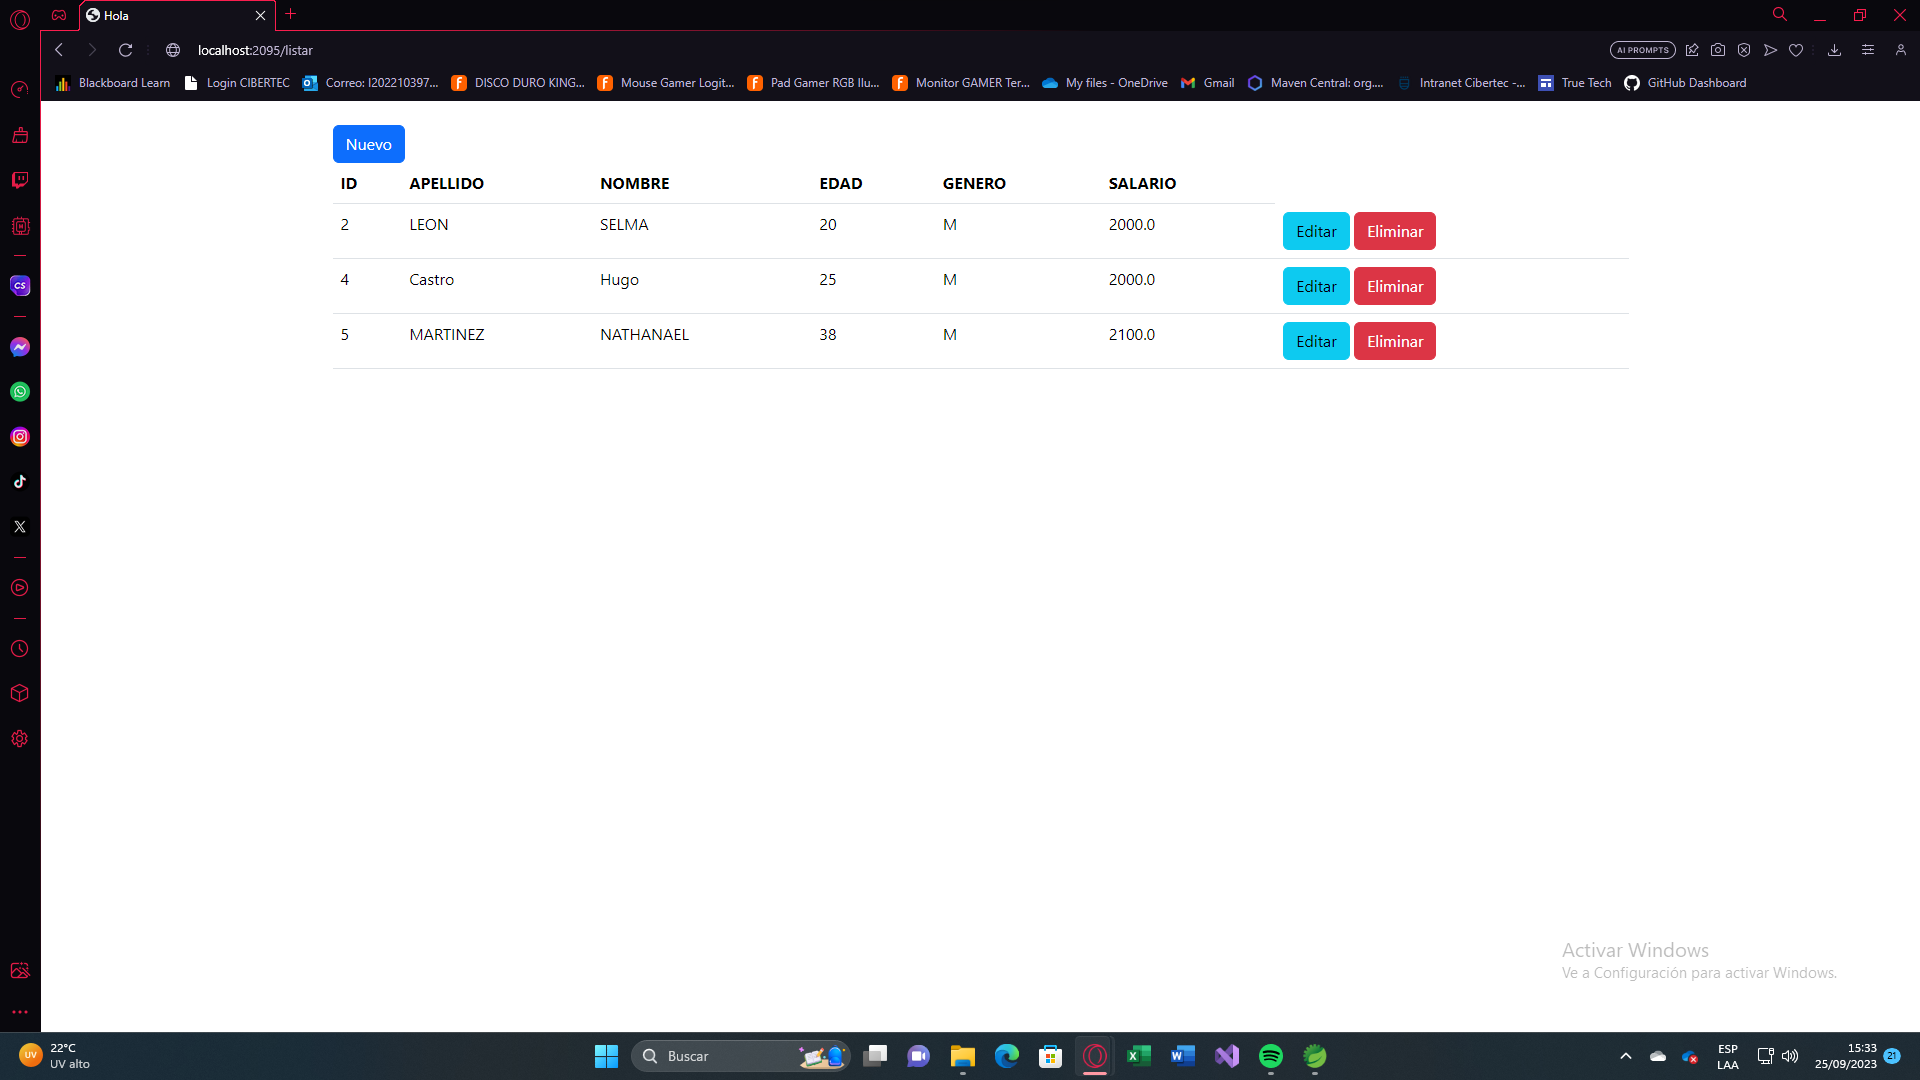 Hola
localhost:2095/listar
AI PROMPTS
Blackboard Learn
Login CIBERTEC
Correo: I202210397...
DISCO DURO KING...
Mouse Gamer Logit...
Pad Gamer RGB Ilu...
Monitor GAMER Ter...
My files - OneDrive
Gmail
Maven Central: org....
Intranet Cibertec -...
True Tech
GitHub Dashboard
CS
Nuevo
ID APELLIDO NOMBRE EDAD GENERO SALARIO
2 LEON SELMA 20 M 2000.0 Editar Eliminar
4 Castro Hugo 25 M 2000.0 Editar Eliminar
5 MARTINEZ NATHANAEL 38 M 2100.0 Editar Eliminar
Activar Windows
Ve a Configuración para activar Windows.
UV
22°C
UV alto
Buscar
ESP
LAA
15:33
25/09/2023
21